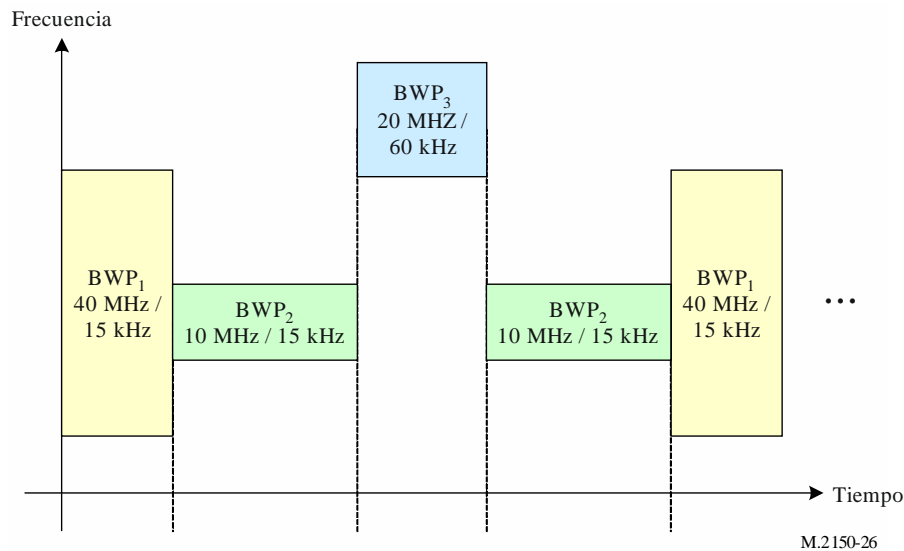 Frecuencia
BWP3
20 MHZ /
60 kHz
BWP1
40 MHz /
15 kHz
BWP2
10 MHz / 15 kHz
BWP2
10 MHz / 15 kHz
BWP1
40 MHz /
15 kHz
...
Tiempo
M.2150-26